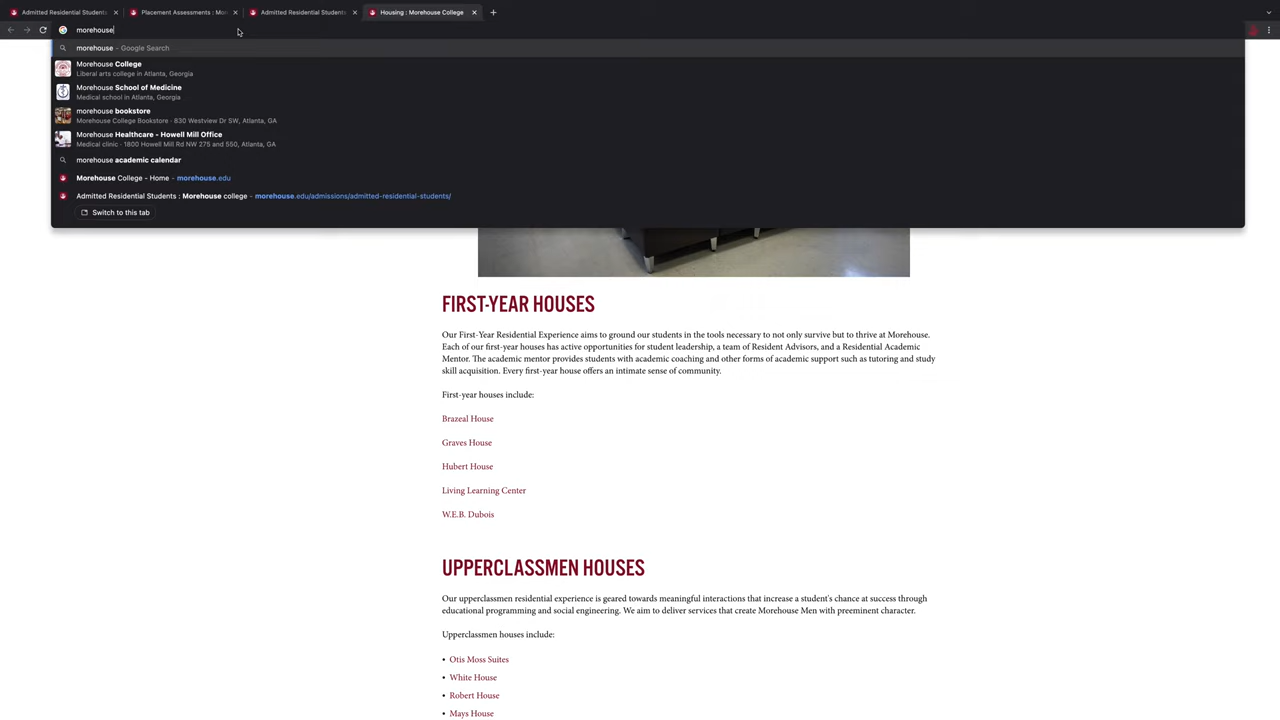 Admitted Residential Students
Placement Assessments : Mo
Admitted Residential Students
Housing : Morehouse College
morehouse
morehouse – Google Search
Morehouse College
Liberal arts college in Atlanta, Georgia
Morehouse School of Medicine
Medical school in Atlanta, Georgia
morehouse bookstore
Morehouse College Bookstore · 830 Westview Dr SW, Atlanta, GA
Morehouse Healthcare - Howell Mill Office
Medical clinic · 1800 Howell Mill Rd NW 275 and 550, Atlanta, GA
morehouse academic calendar
Morehouse College - Home – morehouse.edu
Admitted Residential Students : Morehouse college – morehouse.edu/admissions/admitted-residential-students/
Switch to this tab
FIRST-YEAR HOUSES
Our First-Year Residential Experience aims to ground our students in the tools necessary to not only survive but to thrive at Morehouse.
Each of our first-year houses has active opportunities for student leadership, a team of Resident Advisors, and a Residential Academic
Mentor. The academic mentor provides students with academic coaching and other forms of academic support such as tutoring and study
skill acquisition. Every first-year house offers an intimate sense of community.
First-year houses include:
Brazeal House
Graves House
Hubert House
Living Learning Center
W.E.B. Dubois
UPPERCLASSMEN HOUSES
Our upperclassmen residential experience is geared towards meaningful interactions that increase a student's chance at success through
educational programming and social engineering. We aim to deliver services that create Morehouse Men with preeminent character.
Upperclassmen houses include:
• Otis Moss Suites
• White House
• Robert House
• Mays House